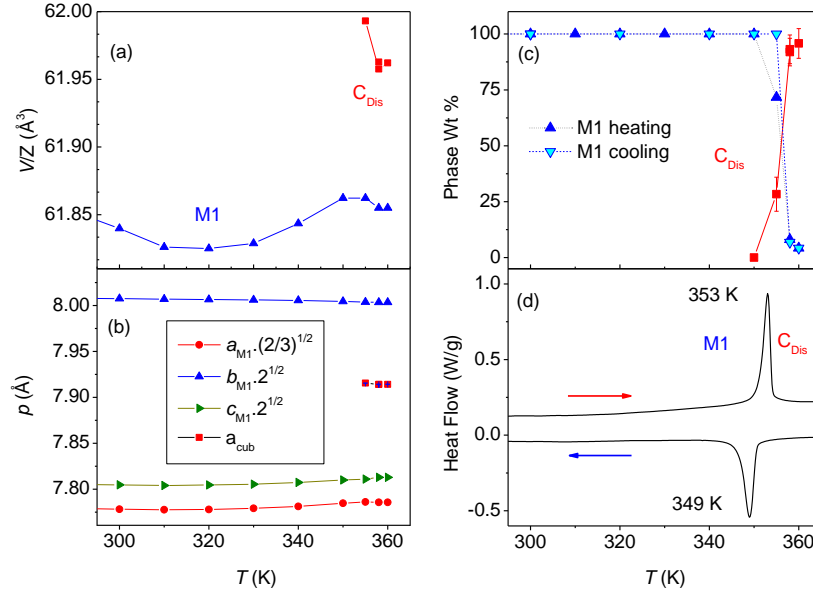 (a)
62.00
61.95
61.90
61.85
V/Z (Å³)
C_Dis
M1
(c)
100
75
50
25
0
Phase Wt %
M1 heating
M1 cooling
C_Dis
(b)
8.00
7.95
7.90
7.85
7.80
p (Å)
a_M1.(2/3)^1/2
b_M1.2^1/2
c_M1.2^1/2
a_cub
300 320 340 360
T (K)
(d)
1.0
0.5
0.0
-0.5
Heat Flow (W/g)
353 K
M1
C_Dis
349 K
300 320 340 360
T (K)